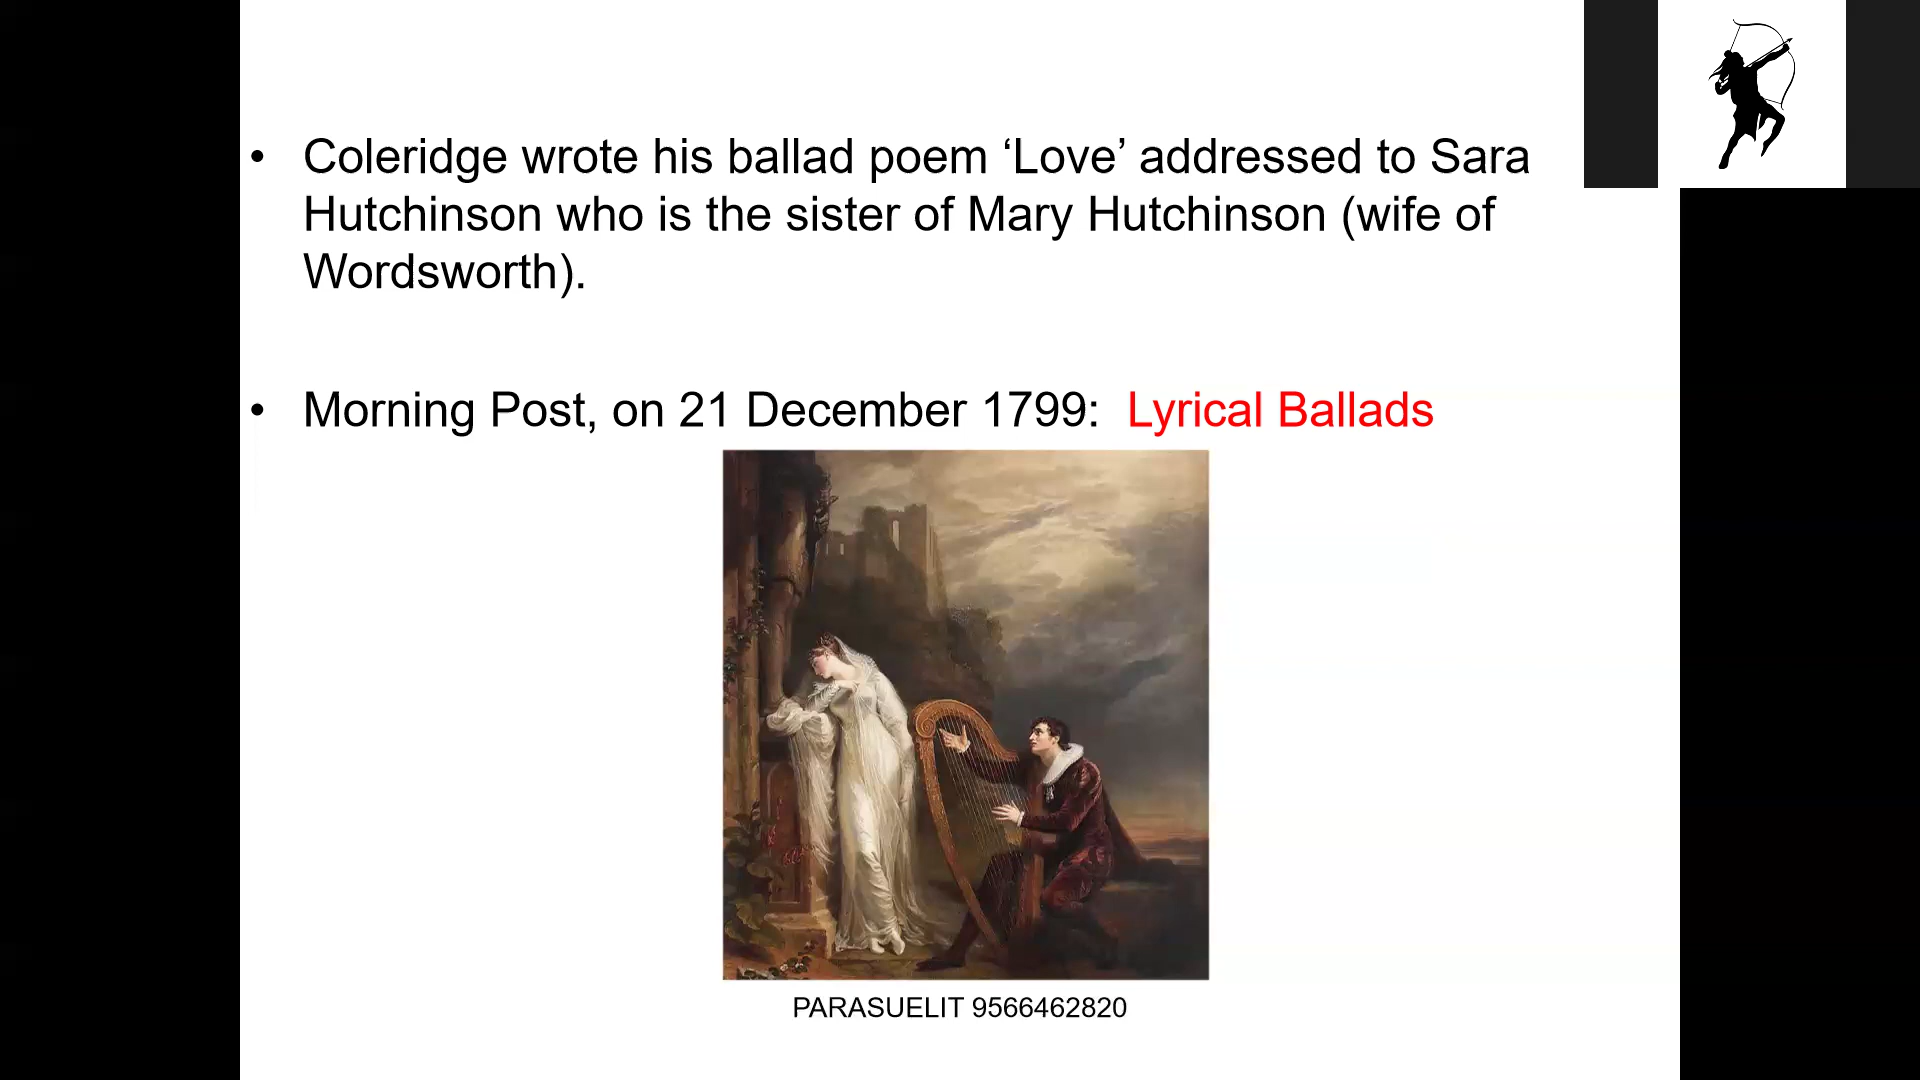 • Coleridge wrote his ballad poem ‘Love’ addressed to Sara
Hutchinson who is the sister of Mary Hutchinson (wife of
Wordsworth).
• Morning Post, on 21 December 1799: Lyrical Ballads
PARASUELIT 9566462820